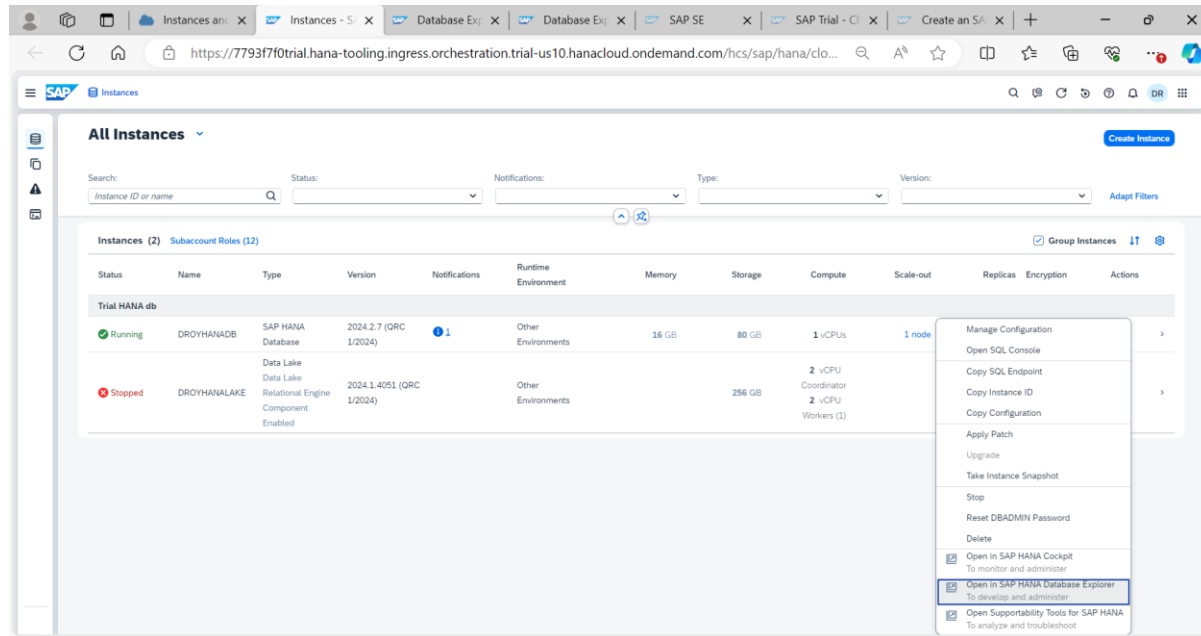 Instances and
Instances - S/
Database Exp
Database Exp
SAP SE
SAP Trial - Cl
Create an SA
https://7793f7f0trial.hana-tooling.ingress.orchestration.trial-us10.hanacloud.ondemand.com/hcs/sap/hana/clo...
SAP Instances
DR
All Instances
Create Instance
Search: Status: Notifications: Type: Version:
Instance ID or name
Adapt Filters
Instances (2) Subaccount Roles (12)
Group Instances
Status Name Type Version Notifications Runtime Environment Memory Storage Compute Scale-out Replicas Encryption Actions
Trial HANA db
Running DROYHANADB SAP HANA Database 2024.2.7 (QRC 1/2024) 1 Other Environments 16 GB 80 GB 1 vCPUs 1 node
Stopped DROYHANALAKE Data Lake Data Lake Relational Engine Component Enabled 2024.1.4051 (QRC 1/2024) Other Environments 256 GB 2 vCPU Coordinator 2 vCPU Workers (1)
Manage Configuration
Open SQL Console
Copy SQL Endpoint
Copy Instance ID
Copy Configuration
Apply Patch
Upgrade
Take Instance Snapshot
Stop
Reset DBADMIN Password
Delete
Open in SAP HANA Cockpit
To monitor and administer
Open in SAP HANA Database Explorer
To develop and administer
Open Supportability Tools for SAP HANA
To analyze and troubleshoot